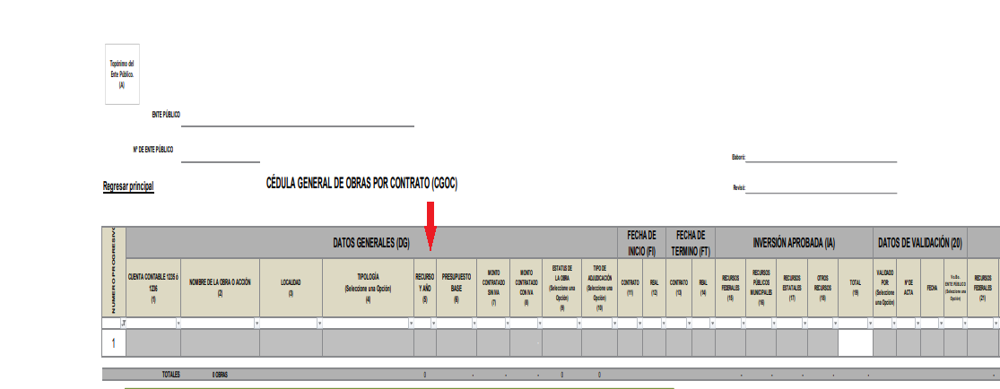 Topónimo del
Ente Público.
(A)
ENTE PÚBLICO
Nº DE ENTE PÚBLICO
Elaboró:
Regresar principal
CÉDULA GENERAL DE OBRAS POR CONTRATO (CGOC)
Revisó:
NUMERO PROGRESIVO
DATOS GENERALES (DG)
FECHA DE
INICIO (FI)
FECHA DE
TERMINO (FT)
INVERSIÓN APROBADA (IA)
DATOS DE VALIDACIÓN (20)
CUENTA CONTABLE 1235 ó
1236
(1)
NOMBRE DE LA OBRA O ACCIÓN
(2)
LOCALIDAD
(3)
TIPOLOGÍA
(Seleccione una Opción)
(4)
RECURSO
Y AÑO
(5)
PRESUPUESTO
BASE
(6)
MONTO
CONTRATADO
SIN IVA
(7)
MONTO
CONTRATADO
CON IVA
(8)
ESTATUS DE
LA OBRA
(Seleccione una
Opción)
(9)
TIPO DE
ADJUDICACIÓN
(Seleccione una
Opción)
(10)
CONTRATO
(11)
REAL
(12)
CONTRATO
(13)
REAL
(14)
RECURSOS
FEDERALES
(15)
RECURSOS
PÚBLICOS
MUNICIPALES
(16)
RECURSOS
ESTATALES
(17)
OTROS
RECURSOS
(18)
TOTAL
(19)
VALIDADO
POR
(Seleccione
una Opción)
Nº DE
ACTA
FECHA
Vo.Bo.
ENTE PÚBLICO
(Seleccione una
Opción)
RECURSOS
FEDERALES
(21)
1
TOTALES 0 OBRAS 0 - - - 0 0 - - - - - -